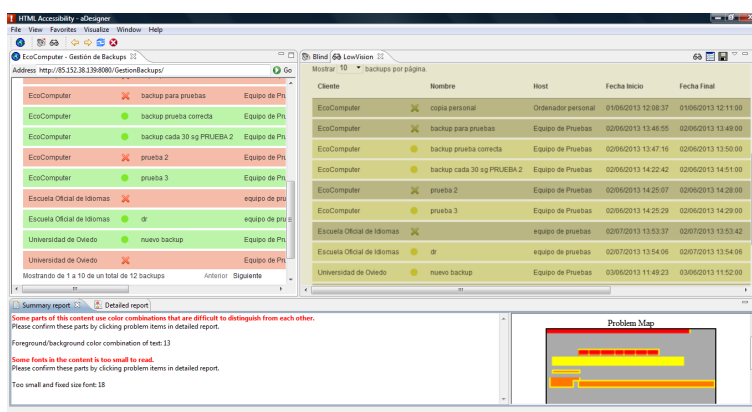 HTML Accessibility - aDesigner
File View Favorites Visualize Window Help
EcoComputer - Gestión de Backups
Address http://85.152.38.139:8080/GestionBackups/ Go
EcoComputer backup para pruebas Equipo de Pru
EcoComputer backup prueba correcta Equipo de Pru
EcoComputer backup cada 30 sg PRUEBA 2 Equipo de Pru
EcoComputer prueba 2 Equipo de Pru
EcoComputer prueba 3 Equipo de Pru
Escuela Oficial de Idiomas equipo de pru
Escuela Oficial de Idiomas dr equipo de pru
Universidad de Oviedo nuevo backup Equipo de Pru
Universidad de Oviedo Equipo de Pru
Mostrando de 1 a 10 de un total de 12 backups Anterior Siguiente
Blind LowVision
Mostrar 10 backups por página.
Cliente Nombre Host Fecha Inicio Fecha Final
EcoComputer copia personal Ordenador personal 01/06/2013 12:08:37 01/06/2013 12:11:00
EcoComputer backup para pruebas Equipo de Pruebas 02/06/2013 13:46:55 02/06/2013 13:49:00
EcoComputer backup prueba correcta Equipo de Pruebas 02/06/2013 13:47:16 02/06/2013 13:50:00
EcoComputer backup cada 30 sg PRUEBA 2 Equipo de Pruebas 02/06/2013 14:22:42 02/06/2013 14:51:00
EcoComputer prueba 2 Equipo de Pruebas 02/06/2013 14:25:07 02/06/2013 14:28:00
EcoComputer prueba 3 Equipo de Pruebas 02/06/2013 14:25:29 02/06/2013 14:29:00
Escuela Oficial de Idiomas equipo de pruebas 02/07/2013 13:53:37 02/07/2013 13:53:42
Escuela Oficial de Idiomas dr equipo de pruebas 02/07/2013 13:54:06 02/07/2013 13:54:06
Universidad de Oviedo nuevo backup Equipo de Pruebas 03/06/2013 11:49:23 03/06/2013 11:52:00
Summary report Detailed report
Some parts of this content use color combinations that are difficult to distinguish from each other.
Please confirm these parts by clicking problem items in detailed report.
Foreground/background color combination of text: 13
Some fonts in the content is too small to read.
Please confirm these parts by clicking problem items in detailed report.
Too small and fixed size font: 18
Problem Map